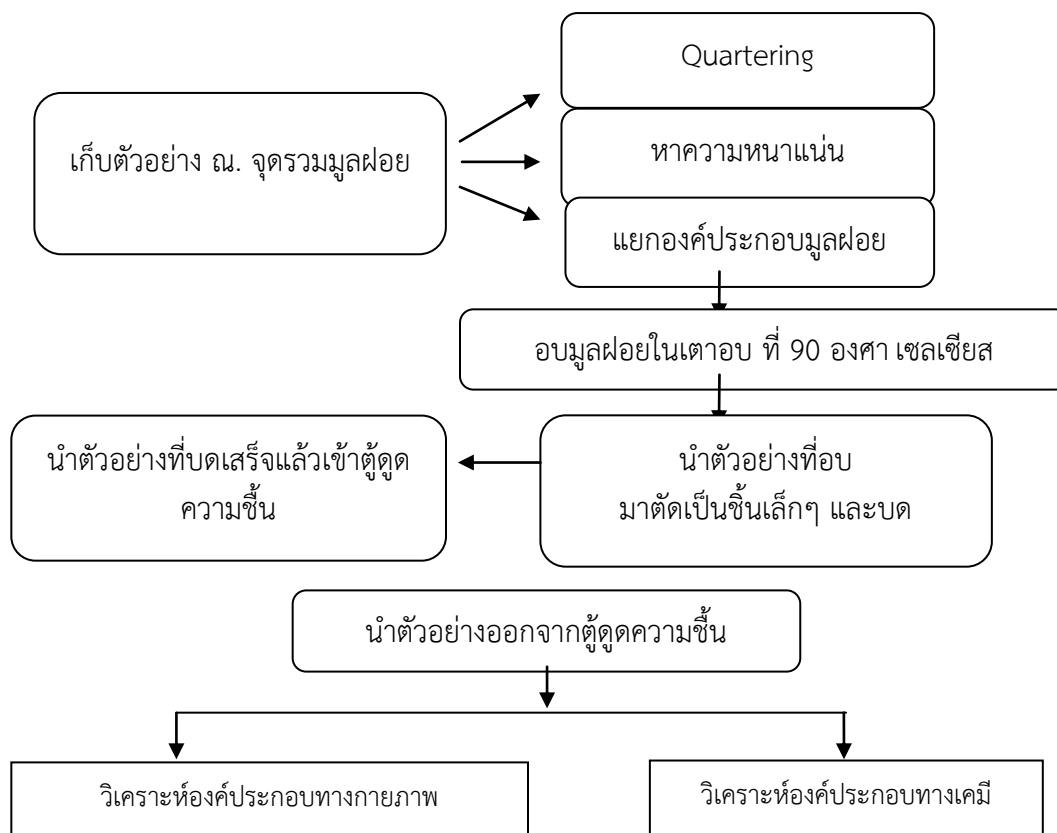 Quartering
เก็บตัวอย่าง ณ. จุดรวมมูลฝอย
หาความหนาแน่น
แยกองค์ประกอบมูลฝอย
อบมูลฝอยในเตาอบ ที่ 90 องศา เซลเซียส
นำตัวอย่างที่อบ
มาตัดเป็นชิ้นเล็กๆ และบด
นำตัวอย่างที่บดเสร็จแล้วเข้าตู้ดูด
ความชื้น
นำตัวอย่างออกจากตู้ดูดความชื้น
วิเคราะห์องค์ประกอบทางกายภาพ
วิเคราะห์องค์ประกอบทางเคมี